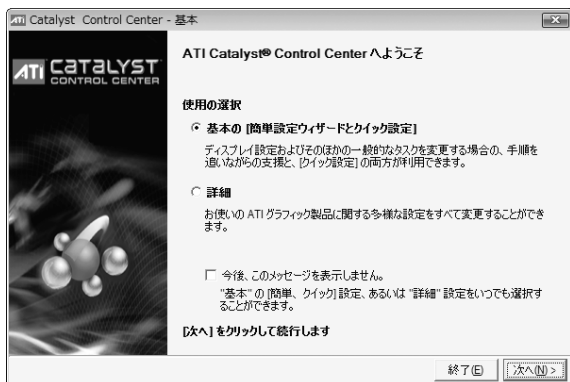 ATI Catalyst Control Center - 基本
ATI Catalyst® Control Center へようこそ
ATI CATALYST
CONTROL CENTER
使用の選択
基本の [簡単設定ウィザードとクイック設定]
ディスプレイ設定およびそのほかの一般的なタスクを変更する場合の、手順を
追いながらの支援と、[クイック設定] の両方が利用できます。
詳細
お使いの ATI グラフィック製品に関する多様な設定をすべて変更することができ
ます。
今後、このメッセージを表示しません。
"基本" の [簡単、クイック] 設定、あるいは "詳細" 設定をいつでも選択す
ることができます。
[次へ] をクリックして続行します
終了(E)
次へ(N) >